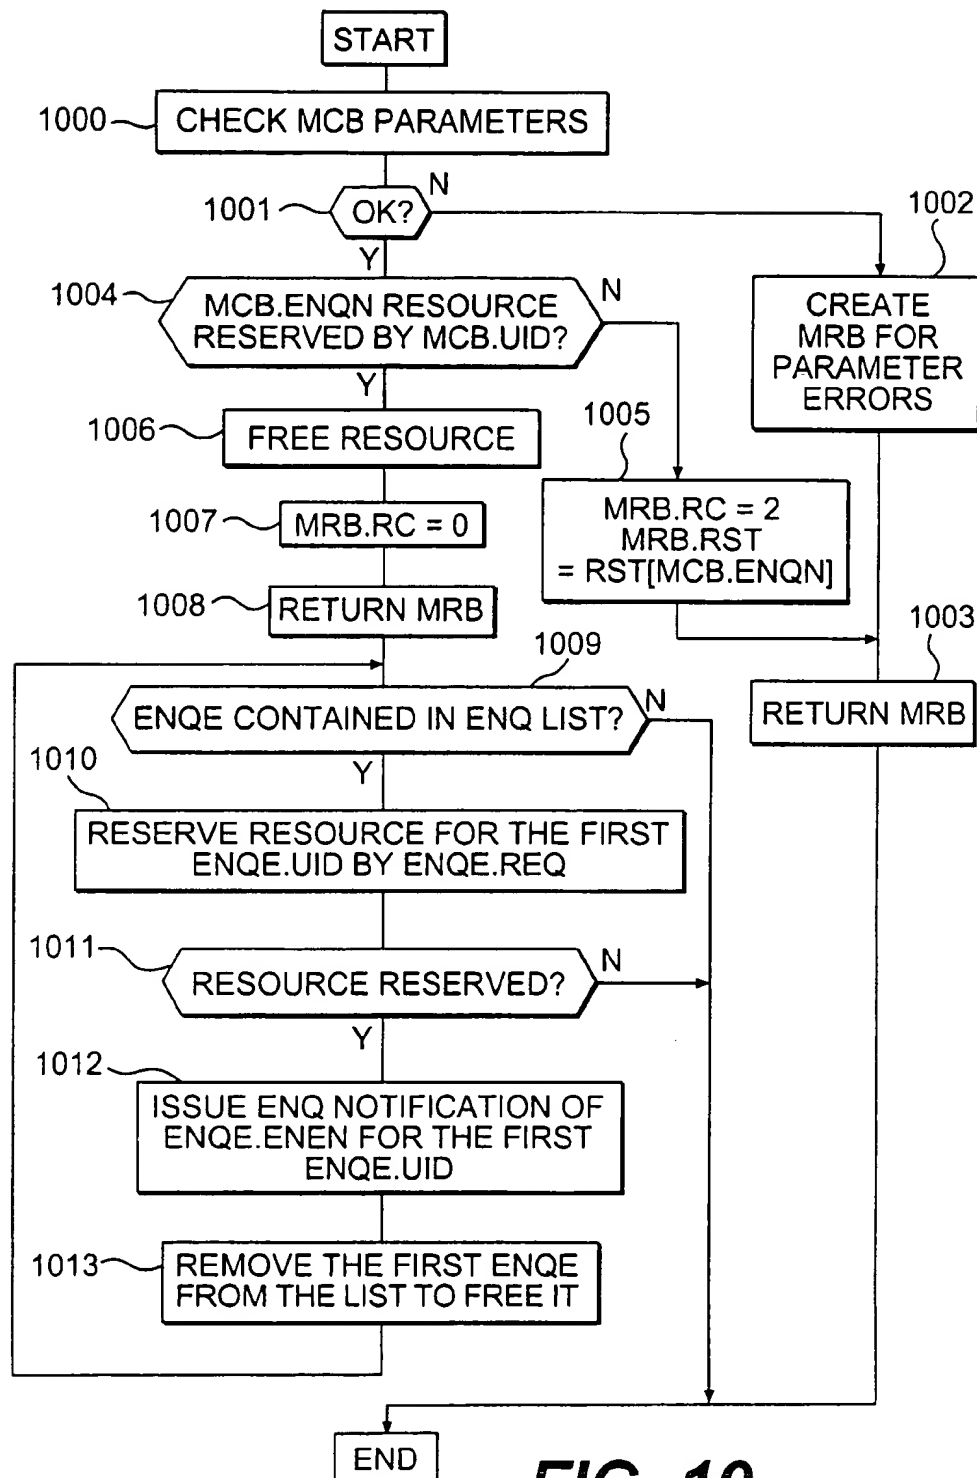 START
1000
CHECK MCB PARAMETERS
1001
OK?
N
Y
1002
CREATE
MRB FOR
PARAMETER
ERRORS
1004
MCB.ENQN RESOURCE
RESERVED BY MCB.UID?
N
Y
1006
FREE RESOURCE
1005
MRB.RC = 2
MRB.RST
= RST[MCB.ENQN]
1007
MRB.RC = 0
1008
RETURN MRB
1003
RETURN MRB
1009
ENQE CONTAINED IN ENQ LIST?
N
Y
1010
RESERVE RESOURCE FOR THE FIRST
ENQE.UID BY ENQE.REQ
1011
RESOURCE RESERVED?
N
Y
1012
ISSUE ENQ NOTIFICATION OF
ENQE.ENEN FOR THE FIRST
ENQE.UID
1013
REMOVE THE FIRST ENQE
FROM THE LIST TO FREE IT
END
FIG. 10